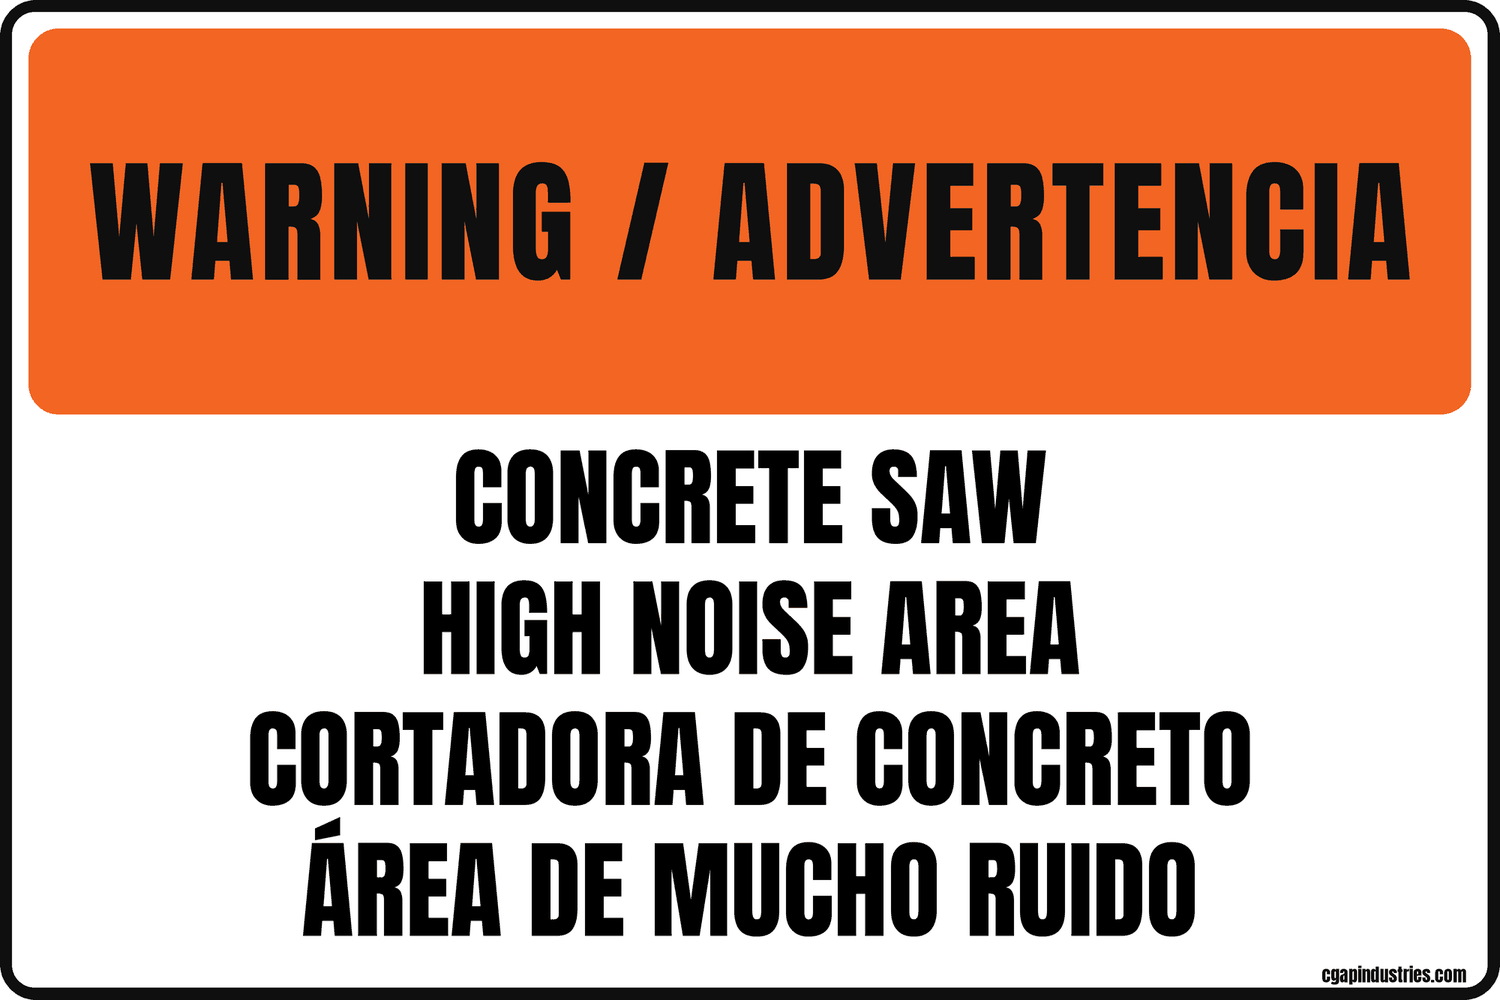 WARNING / ADVERTENCIA
CONCRETE SAW
HIGH NOISE AREA
CORTADORA DE CONCRETO
ÁREA DE MUCHO RUIDO
cgapindustries.com